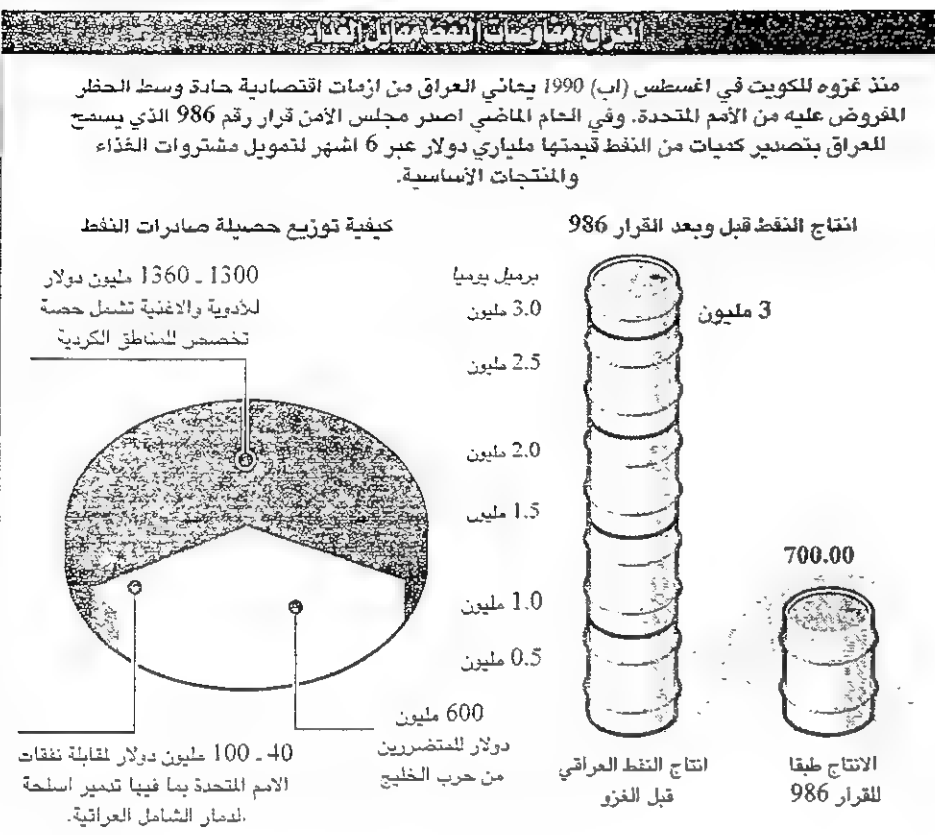 العراق: مفاوضات النفط مقابل الغذاء
منذ غزوه للكويت في اغسطس (اب) 1990 يعاني العراق من ازمات اقتصادية حادة وسط الحظر
المفروض عليه من الأمم المتحدة. وفي العام الماضي اصدر مجلس الامن قرار رقم 986 الذي يسمح
للعراق بتصدير كميات من النفط قيمتها ملياري دولار عبر 6 اشهر لتمويل مشتروات الغذاء
والمنتجات الأساسية.
انتاج النفط قبل وبعد القرار 986
برميل يوميا
3.0 مليون
2.5 مليون
2.0 مليون
1.5 مليون
1.0 مليون
0.5 مليون
3 مليون
700.00
انتاج النفط العراقي
قبل الغزو
الانتاج طبقا
للقرار 986
كيفية توزيع حصيلة صادرات النفط
1300 ـ 1360 مليون دولار
للأدوية والاغذية تشمل حصة
تخصص للمناطق الكردية
600 مليون
دولار للمتضررين
من حرب الخليج
40 ـ 100 مليون دولار لمقابلة نفقات
الامم المتحدة بما فيها تدمير اسلحة
لدمار الشامل العراقية.